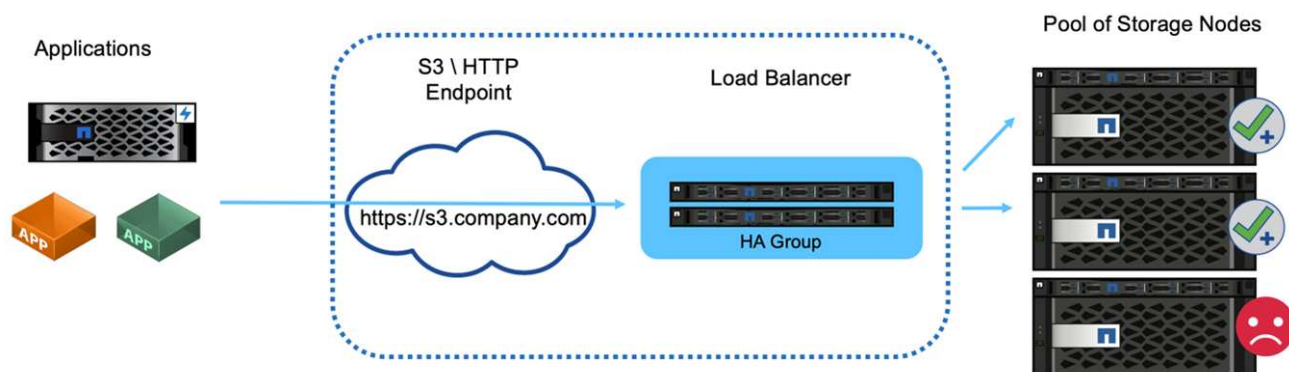 Applications
APP
APP
S3 \ HTTP
Endpoint
https://s3.company.com
Load Balancer
HA Group
Pool of Storage Nodes